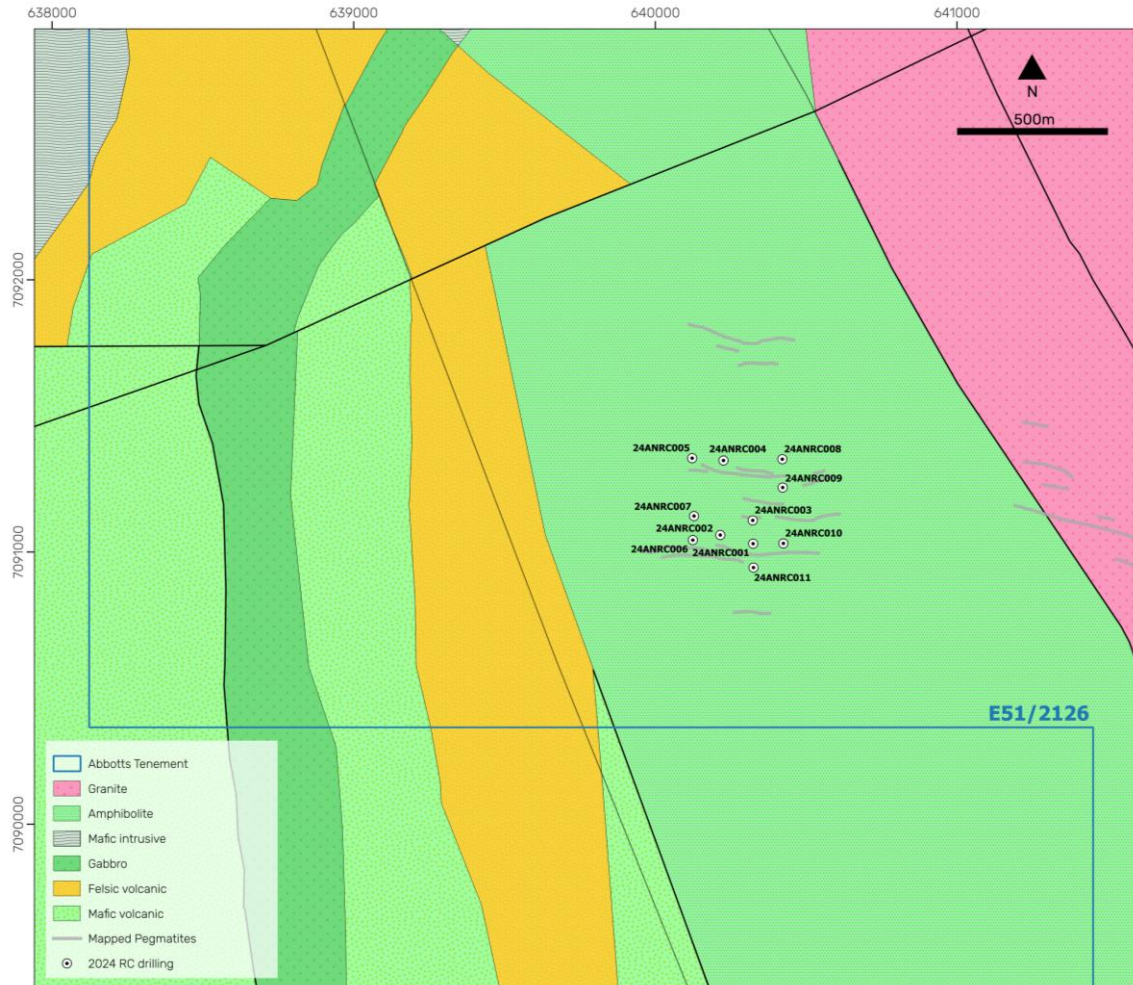 638000
639000
640000
641000
N
500m
7092000
24ANRC005
24ANRC004
24ANRC008
24ANRC009
24ANRC007
24ANRC003
24ANRC002
24ANRC010
7091000
24ANRC006
24ANRC001
24ANRC011
E51/2126
Abbotts Tenement
Granite
Amphibolite
7090000
Mafic intrusive
Gabbro
Felsic volcanic
Mafic volcanic
Mapped Pegmatites
2024 RC drilling